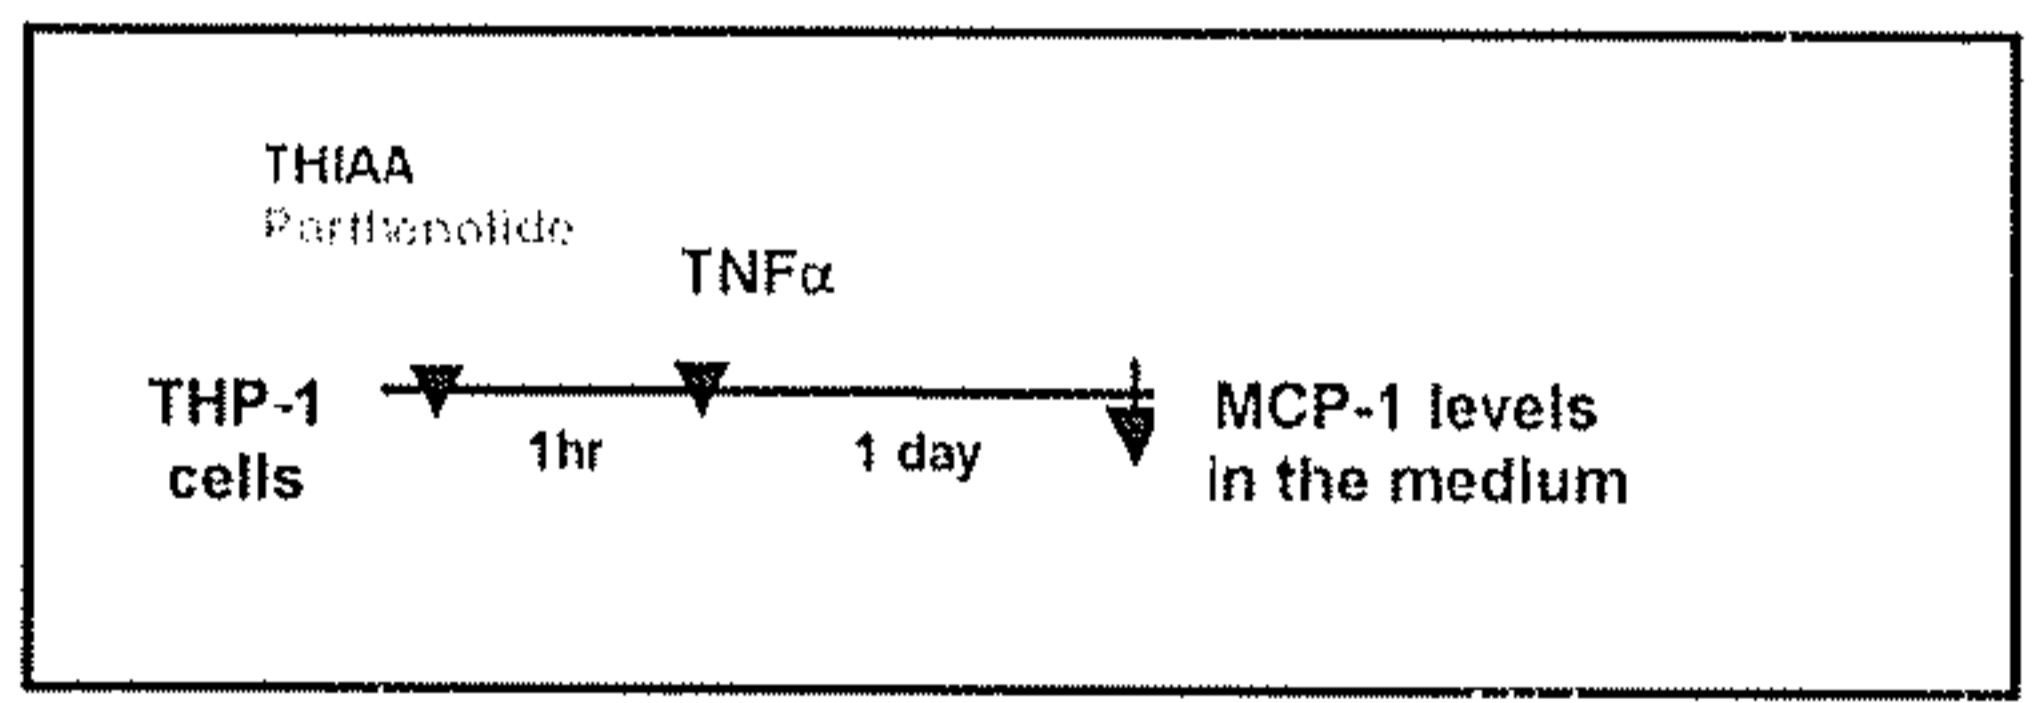 THIAA
Parthenolide
TNFα
THP-1
cells
1hr
1 day
MCP-1 levels
in the medium